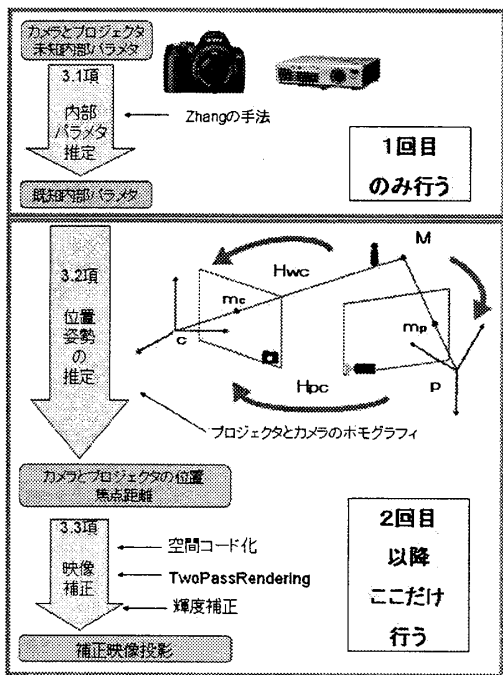 カメラとプロジェクタ
未知内部パラメタ
3.1項
内部
パラメタ
推定
Zhangの手法
1回目
のみ行う
既知内部パラメタ
3.2項
位置
姿勢
の
推定
M
Hwc
mc
c
mp
P
Hpc
プロジェクタとカメラのホモグラフィ
カメラとプロジェクタの位置
焦点距離
3.3項
映像
補正
空間コード化
TwoPassRendering
輝度補正
2回目
以降
ここだけ
行う
補正映像投影